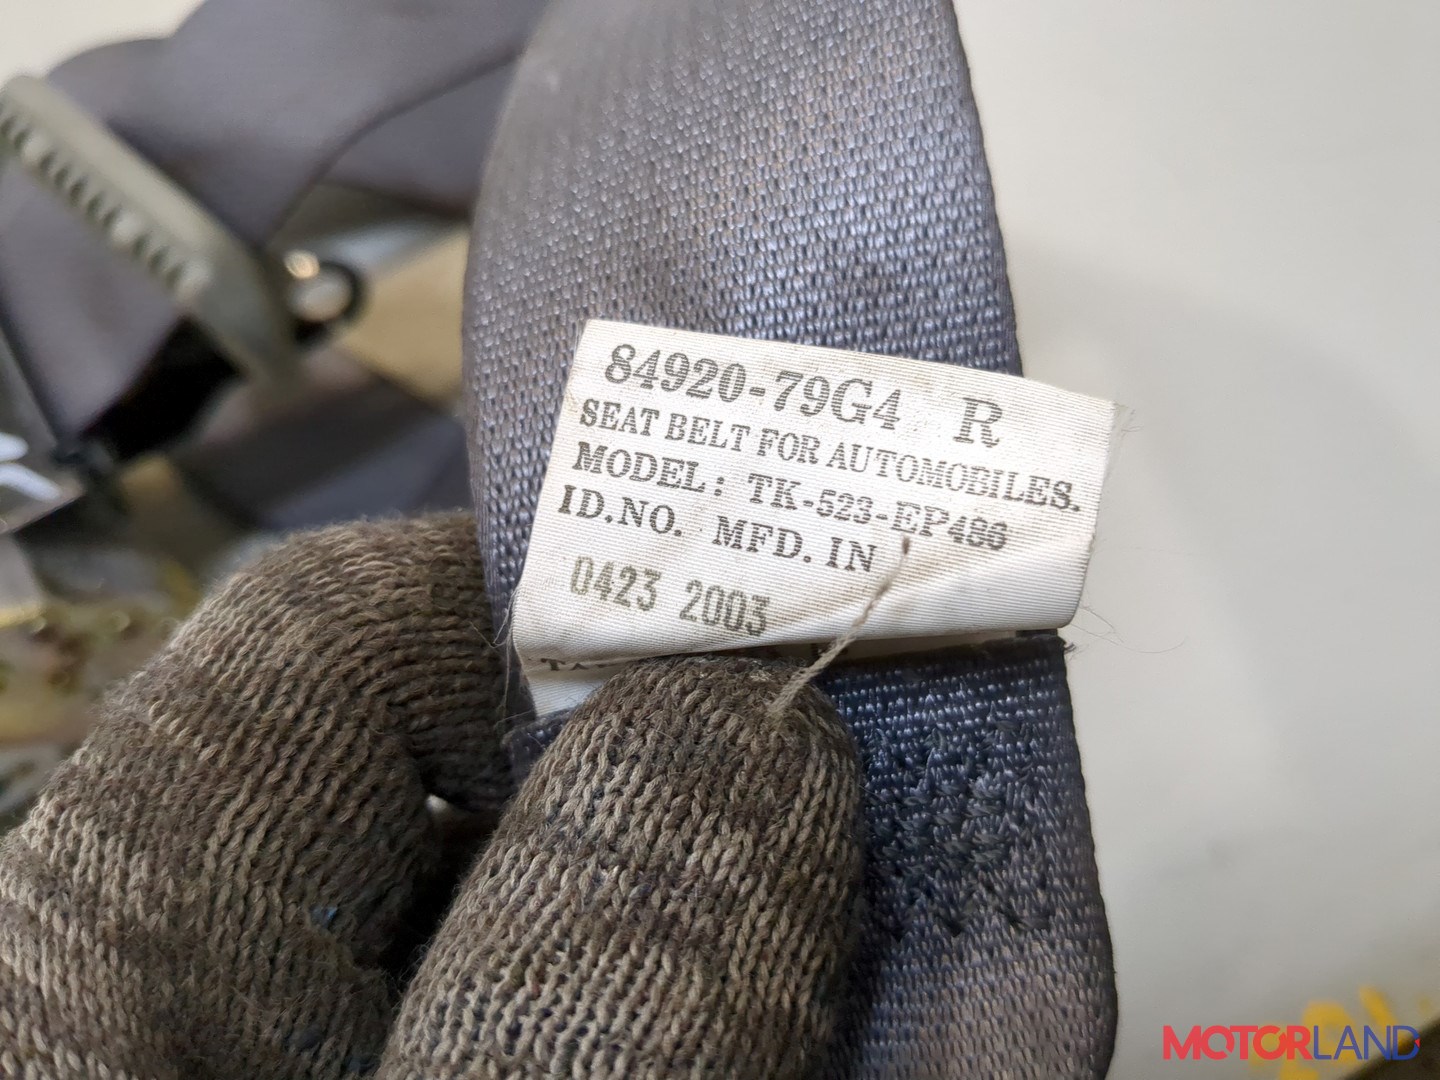 84920-79G4 R
SEAT BELT FOR AUTOMOBILES.
MODEL: TK-523-EP486
ID.NO. MFD. IN
0423 2003
MOTORLAND